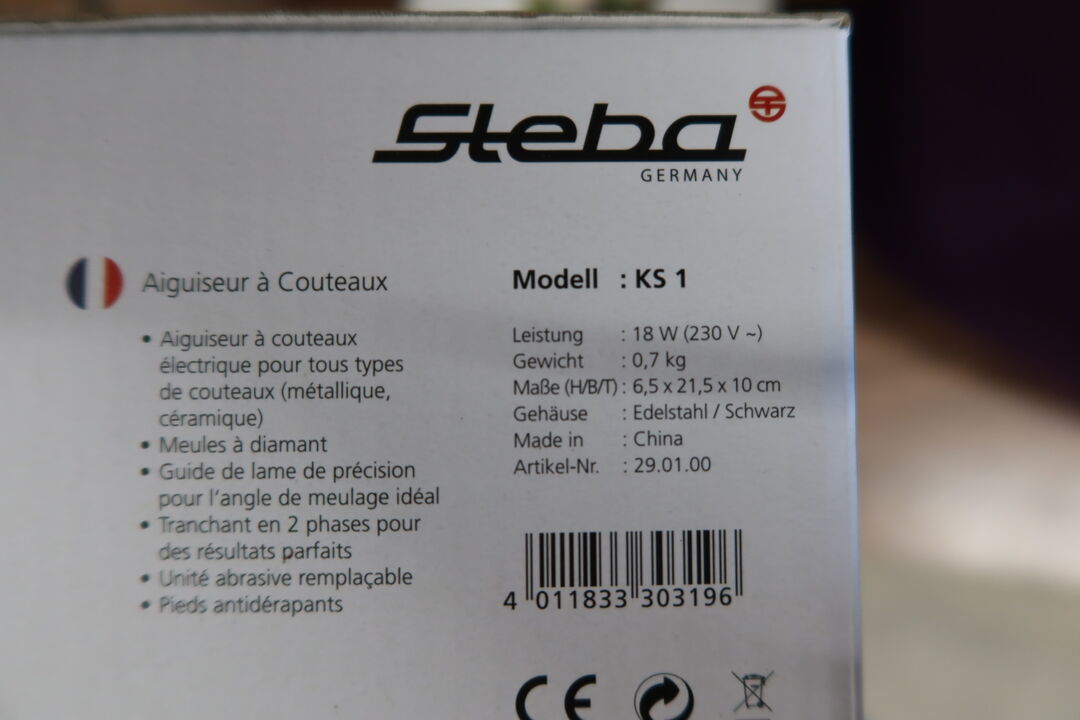 Steba
GERMANY
Aiguiseur à Couteaux
• Aiguiseur à couteaux
électrique pour tous types
de couteaux (métallique,
céramique)
• Meules à diamant
• Guide de lame de précision
pour l'angle de meulage idéal
• Tranchant en 2 phases pour
des résultats parfaits
• Unité abrasive remplaçable
• Pieds antidérapants
Modell : KS 1
Leistung : 18 W (230 V ~)
Gewicht : 0,7 kg
Maße (H/B/T) : 6,5 x 21,5 x 10 cm
Gehäuse : Edelstahl / Schwarz
Made in : China
Artikel-Nr. : 29.01.00
4 011833 303196
CE